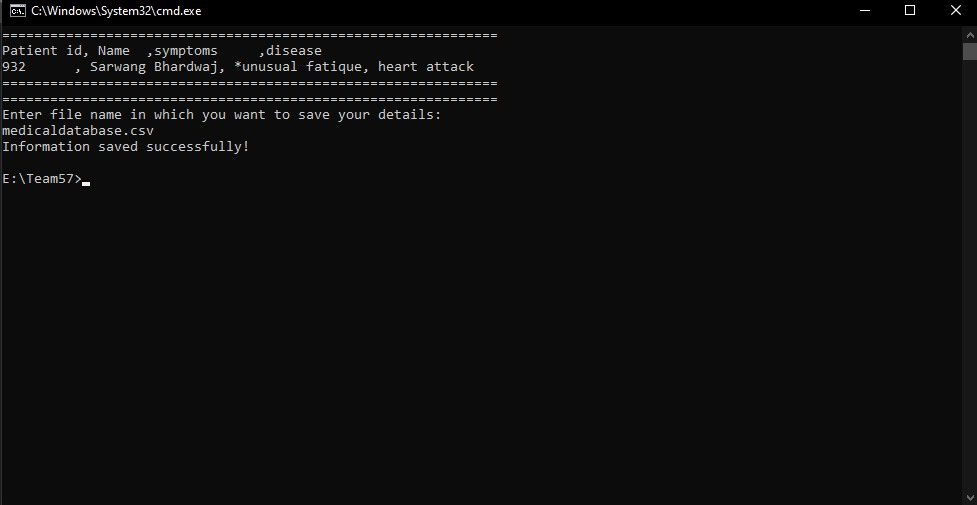 C:\Windows\System32\cmd.exe
==============================================================
Patient id, Name  ,symptoms     ,disease
932      , Sarwang Bhardwaj, *unusual fatique, heart attack
==============================================================
==============================================================
Enter file name in which you want to save your details:
medicaldatabase.csv
Information saved successfully!
E:\Team57>